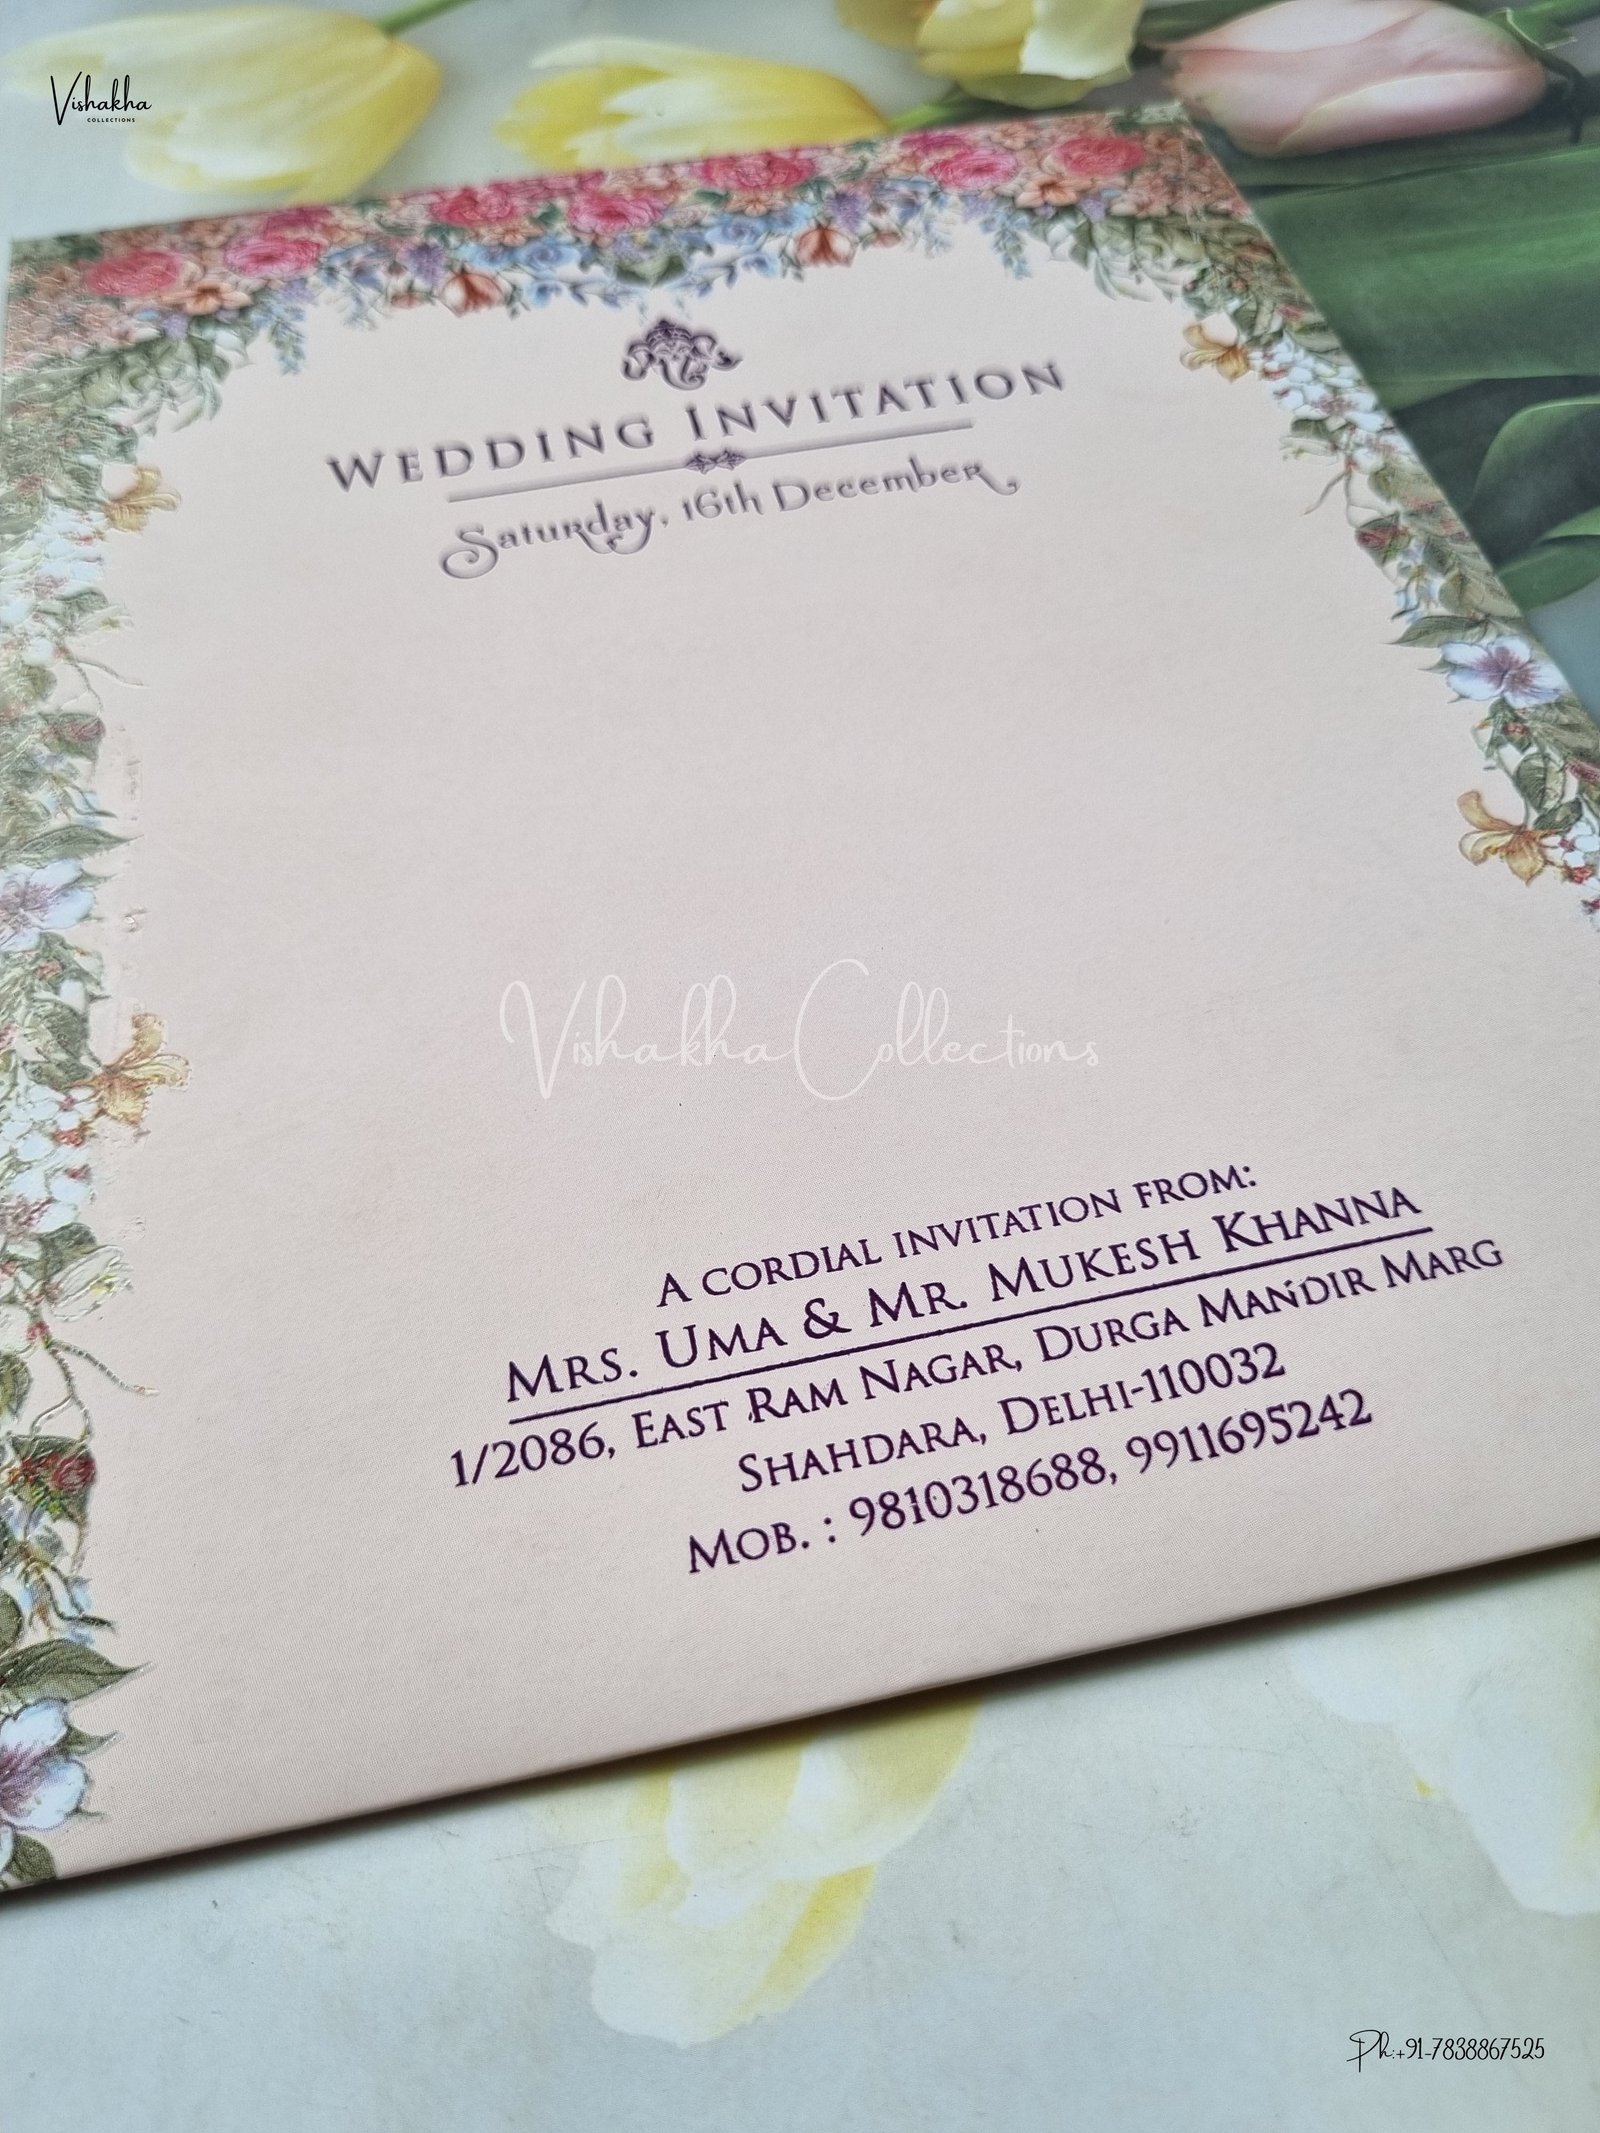 Vishakha
COLLECTIONS
WEDDING INVITATION
Saturday, 16th December
Vishakha Collections
A CORDIAL INVITATION FROM:
MRS. UMA & MR. MUKESH KHANNA
1/2086, EAST RAM NAGAR, DURGA MANDIR MARG
SHAHDARA, DELHI-110032
MOB. : 9810318688, 9911695242
Ph:+91-7838867525